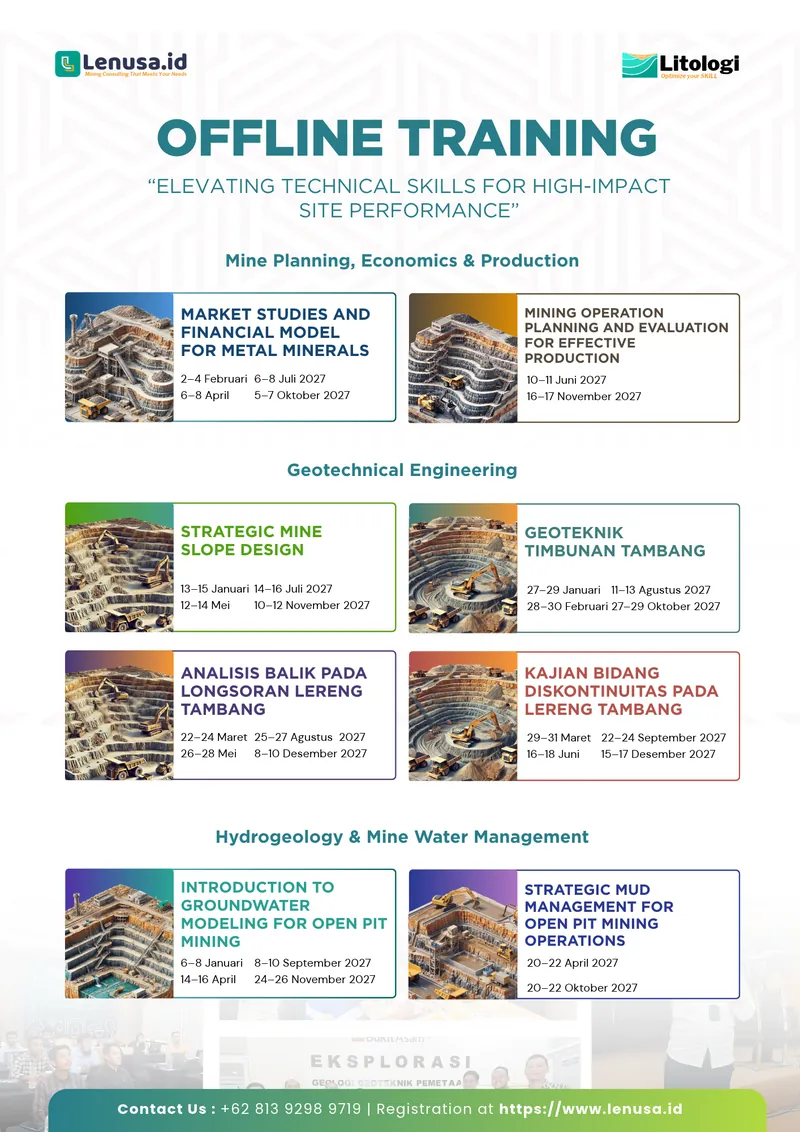 Lenusa.id
Mining Consulting That Meets Your Needs
Litologi
Optimize your SKILL
OFFLINE TRAINING
“ELEVATING TECHNICAL SKILLS FOR HIGH-IMPACT
SITE PERFORMANCE”
Mine Planning, Economics & Production
MARKET STUDIES AND
FINANCIAL MODEL
FOR METAL MINERALS
2–4 Februari 6–8 Juli 2027
6–8 April 5–7 Oktober 2027
MINING OPERATION
PLANNING AND EVALUATION
FOR EFFECTIVE
PRODUCTION
10–11 Juni 2027
16–17 November 2027
Geotechnical Engineering
STRATEGIC MINE
SLOPE DESIGN
13–15 Januari 14–16 Juli 2027
12–14 Mei 10–12 November 2027
GEOTEKNIK
TIMBUNAN TAMBANG
27–29 Januari 11–13 Agustus 2027
28–30 Februari 27–29 Oktober 2027
ANALISIS BALIK PADA
LONGSORAN LERENG
TAMBANG
22–24 Maret 25–27 Agustus 2027
26–28 Mei 8–10 Desember 2027
KAJIAN BIDANG
DISKONTINUITAS PADA
LERENG TAMBANG
29–31 Maret 22–24 September 2027
16–18 Juni 15–17 Desember 2027
Hydrogeology & Mine Water Management
INTRODUCTION TO
GROUNDWATER
MODELING FOR OPEN PIT
MINING
6–8 Januari 8–10 September 2027
14–16 April 24–26 November 2027
STRATEGIC MUD
MANAGEMENT FOR
OPEN PIT MINING
OPERATIONS
20–22 April 2027
20–22 Oktober 2027
EKSPLORASI
GEOLOGI GEOTEKNIK PEMETAA
Contact Us : +62 813 9298 9719 | Registration at https://www.lenusa.id